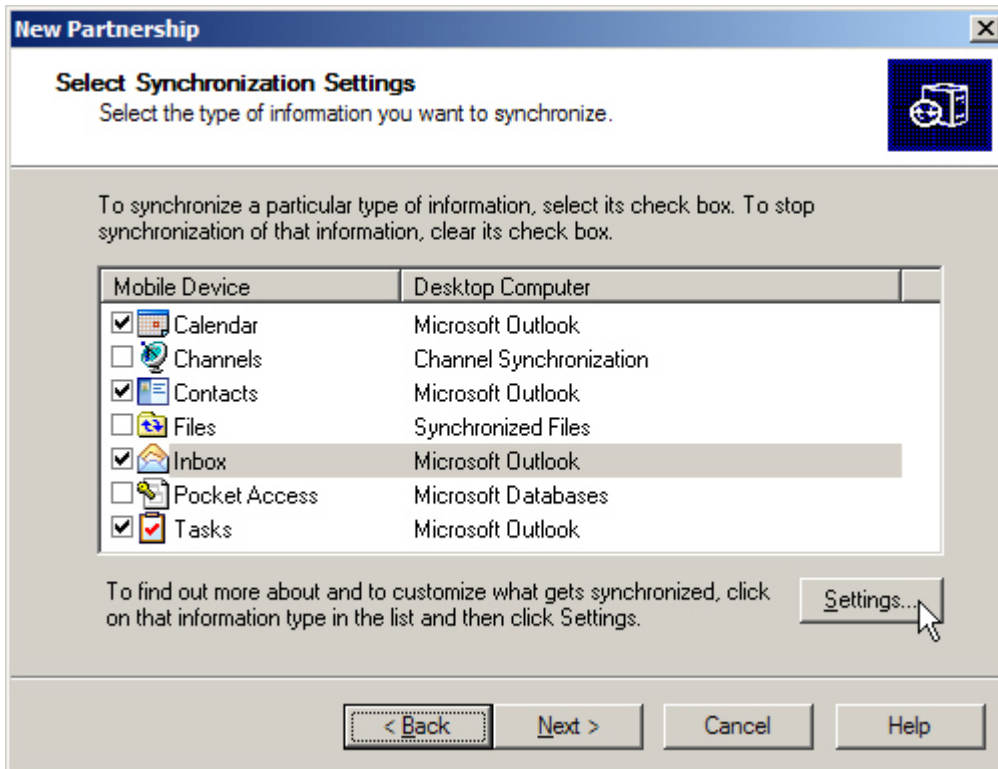 New Partnership
Select Synchronization Settings
Select the type of information you want to synchronize.
To synchronize a particular type of information, select its check box. To stop
synchronization of that information, clear its check box.
Mobile Device Desktop Computer
Calendar Microsoft Outlook
Channels Channel Synchronization
Contacts Microsoft Outlook
Files Synchronized Files
Inbox Microsoft Outlook
Pocket Access Microsoft Databases
Tasks Microsoft Outlook
To find out more about and to customize what gets synchronized, click
on that information type in the list and then click Settings.
Settings...
< Back Next > Cancel Help